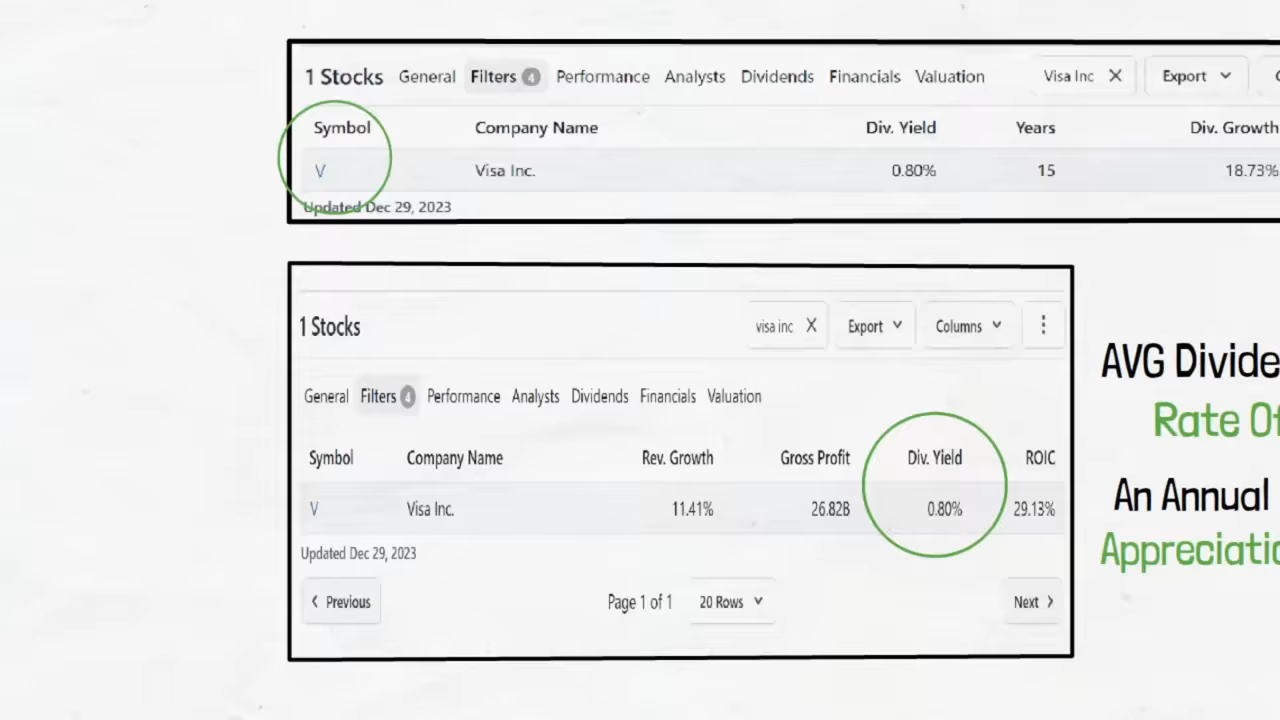 1 Stocks General Filters 4 Performance Analysts Dividends Financials Valuation Visa Inc X Export
Symbol Company Name Div. Yield Years Div. Growth
V Visa Inc. 0.80% 15 18.73%
Updated Dec 29, 2023
1 Stocks visa inc X Export Columns
General Filters 4 Performance Analysts Dividends Financials Valuation
Symbol Company Name Rev. Growth Gross Profit Div. Yield ROIC
V Visa Inc. 11.41% 26.82B 0.80% 29.13%
Updated Dec 29, 2023
Previous Page 1 of 1 20 Rows Next
AVG Divide
Rate Of
An Annual
Appreciatio